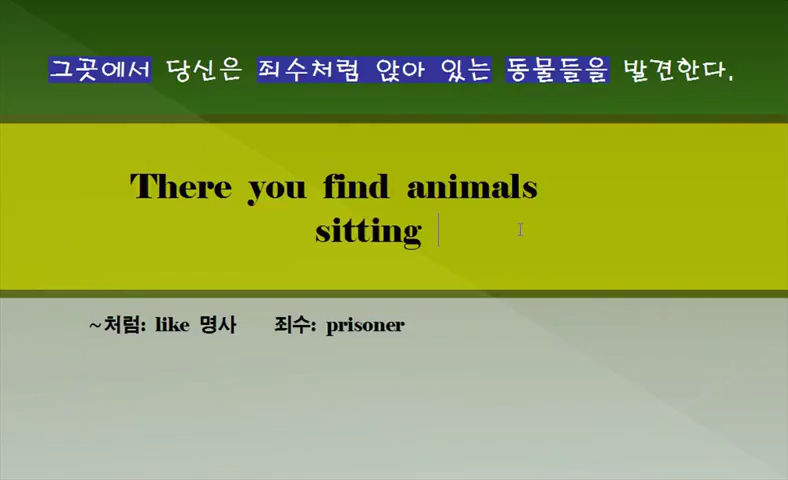 그곳에서 당신은 죄수처럼 앉아 있는 동물들을 발견한다.
There you find animals
sitting
~처럼: like 명사 죄수: prisoner